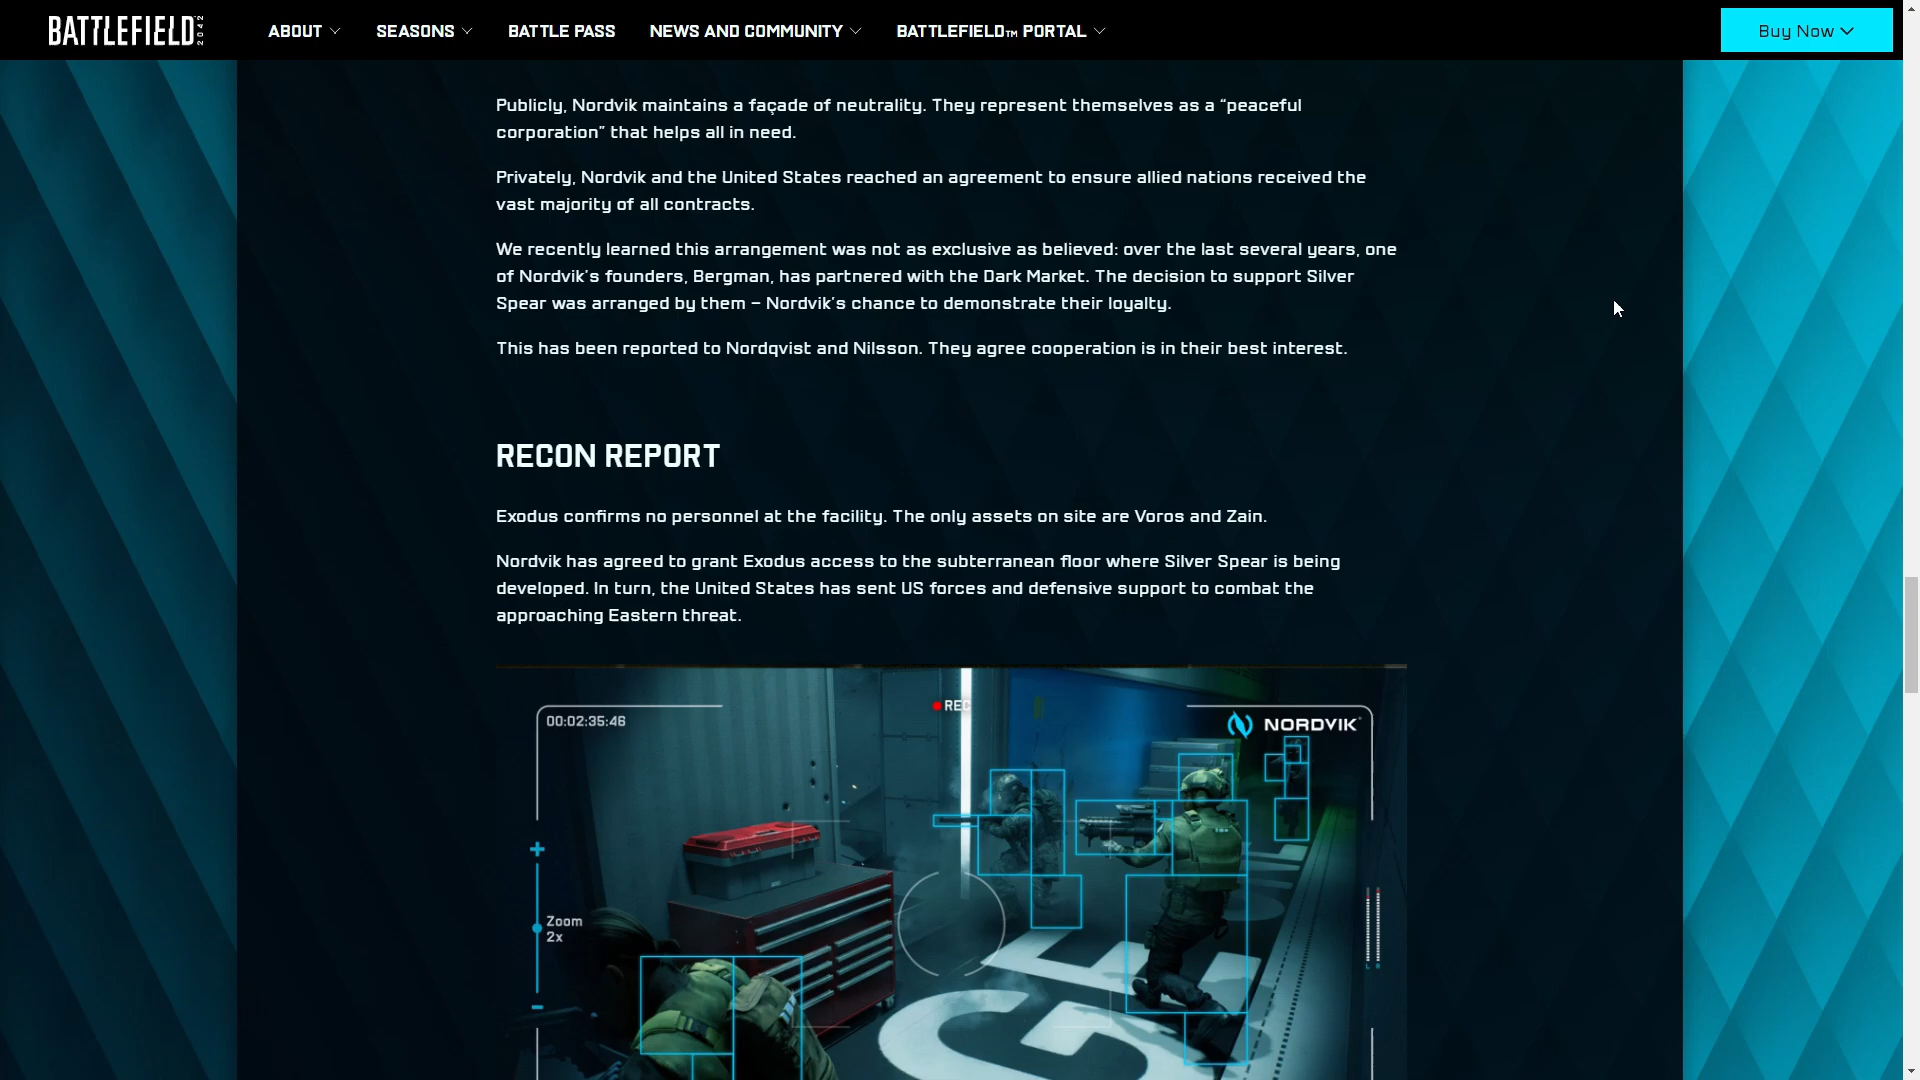 BATTLEFIELD 2042
ABOUT
SEASONS
BATTLE PASS
NEWS AND COMMUNITY
BATTLEFIELD™ PORTAL
Buy Now
Publicly, Nordvik maintains a façade of neutrality. They represent themselves as a “peaceful
corporation” that helps all in need.
Privately, Nordvik and the United States reached an agreement to ensure allied nations received the
vast majority of all contracts.
We recently learned this arrangement was not as exclusive as believed: over the last several years, one
of Nordvik’s founders, Bergman, has partnered with the Dark Market. The decision to support Silver
Spear was arranged by them – Nordvik’s chance to demonstrate their loyalty.
This has been reported to Nordqvist and Nilsson. They agree cooperation is in their best interest.
RECON REPORT
Exodus confirms no personnel at the facility. The only assets on site are Voros and Zain.
Nordvik has agreed to grant Exodus access to the subterranean floor where Silver Spear is being
developed. In turn, the United States has sent US forces and defensive support to combat the
approaching Eastern threat.
00:02:35:46
REC
NORDVIK
Zoom
2x
L R
GE